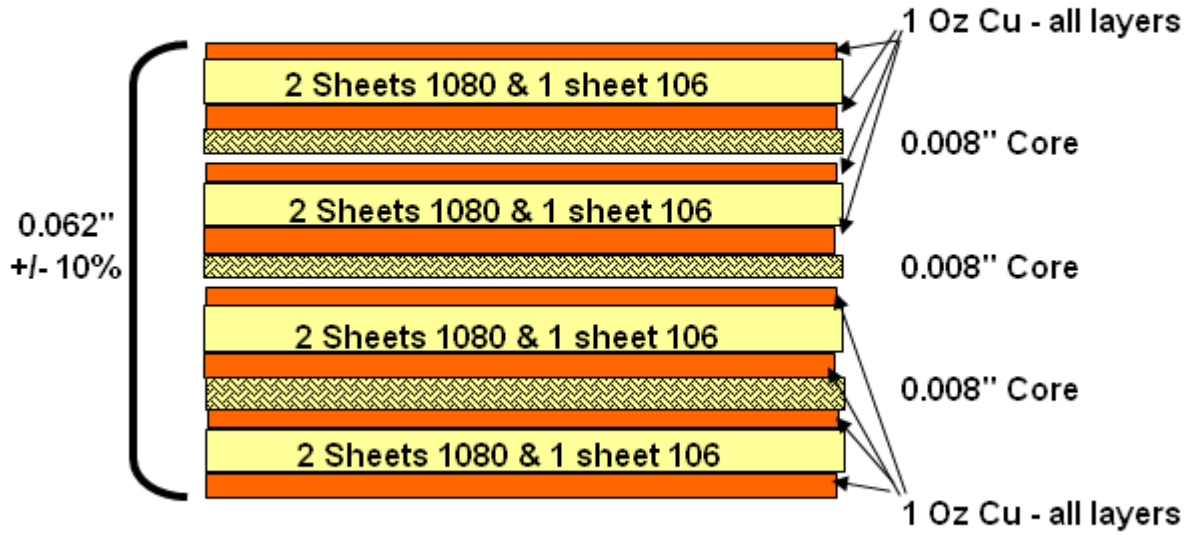 1 Oz Cu - all layers
2 Sheets 1080 & 1 sheet 106
0.008" Core
2 Sheets 1080 & 1 sheet 106
0.062"
+/- 10%
0.008" Core
2 Sheets 1080 & 1 sheet 106
0.008" Core
2 Sheets 1080 & 1 sheet 106
1 Oz Cu - all layers